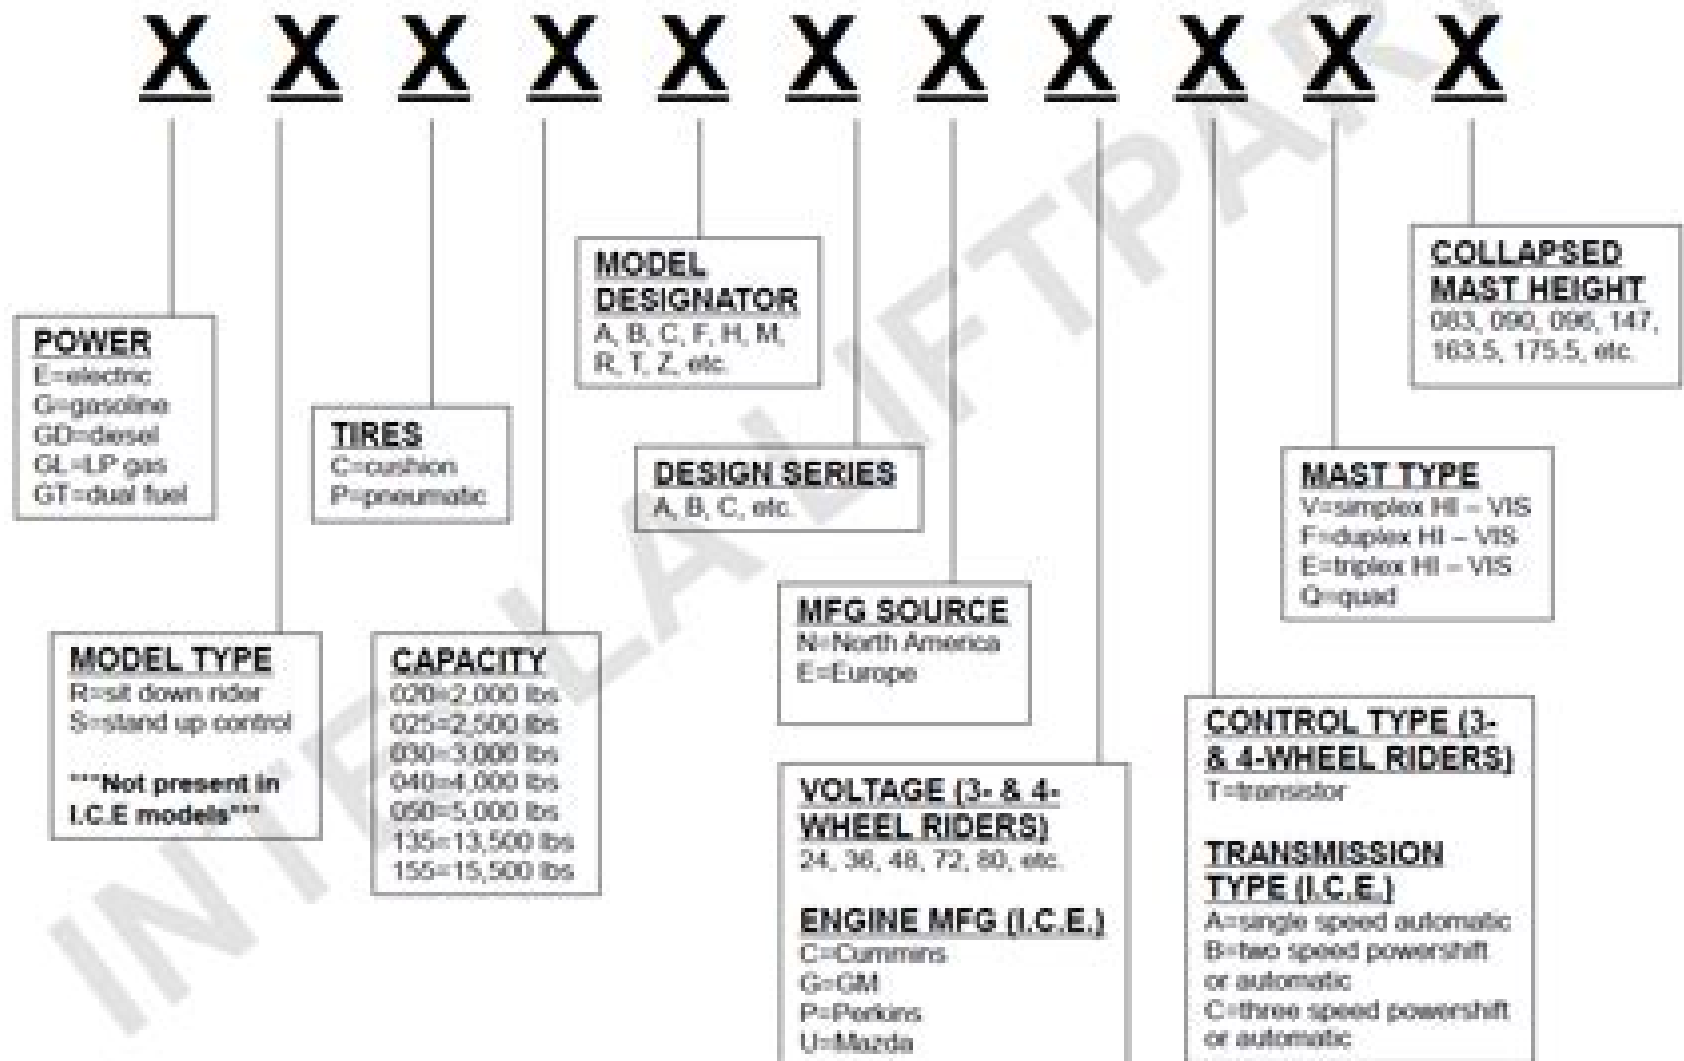 X X X X X X X X X X X
POWER
E=electric
G=gasoline
GD=diesel
GL=LP gas
GT=dual fuel
MODEL TYPE
R=sit down rider
S=stand up control
***Not present in
I.C.E models***
TIRES
C=cushion
P=pneumatic
CAPACITY
020=2,000 lbs
025=2,500 lbs
030=3,000 lbs
040=4,000 lbs
050=5,000 lbs
135=13,500 lbs
155=15,500 lbs
MODEL
DESIGNATOR
A, B, C, F, H, M,
R, T, Z, etc.
DESIGN SERIES
A, B, C, etc.
MFG SOURCE
N=North America
E=Europe
VOLTAGE (3- & 4-
WHEEL RIDERS)
24, 36, 48, 72, 80, etc.
ENGINE MFG (I.C.E.)
C=Cummins
G=GM
P=Perkins
U=Mazda
CONTROL TYPE (3-
& 4-WHEEL RIDERS)
T=transistor
TRANSMISSION
TYPE (I.C.E.)
A=single speed automatic
B=two speed powershift
or automatic
C=three speed powershift
or automatic
MAST TYPE
V=simplex HI – VIS
F=duplex HI – VIS
E=triplex HI – VIS
Q=quad
COLLAPSED
MAST HEIGHT
083, 090, 096, 147,
163.5, 175.5, etc.
INTELLA LIFTPAR